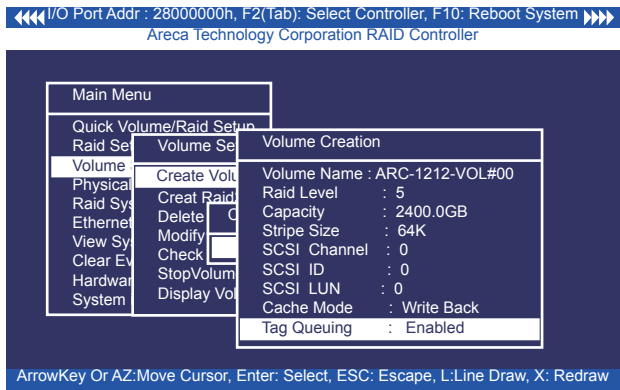 I/O Port Addr : 28000000h, F2(Tab): Select Controller, F10: Reboot System
Areca Technology Corporation RAID Controller
Main Menu
Quick Volume/Raid Setup
Raid Set
Volume
Physical
Raid Sys
Ethernet
View Sy
Clear Ev
Hardwar
System
Volume Se
Create Volu
Creat Raid
Delete
Modify
Check
StopVolum
Display Vol
C
Volume Creation
Volume Name : ARC-1212-VOL#00
Raid Level : 5
Capacity : 2400.0GB
Stripe Size : 64K
SCSI Channel : 0
SCSI ID : 0
SCSI LUN : 0
Cache Mode : Write Back
Tag Queuing : Enabled
ArrowKey Or AZ:Move Cursor, Enter: Select, ESC: Escape, L:Line Draw, X: Redraw